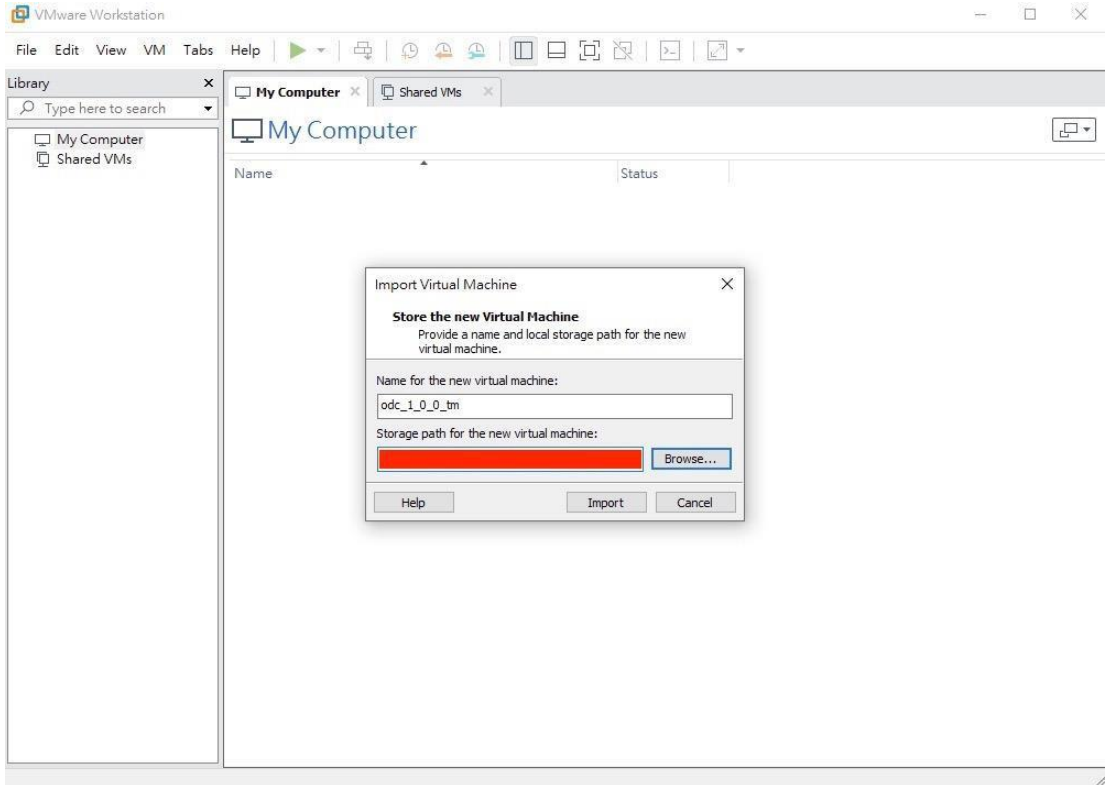 VMware Workstation
File Edit View VM Tabs Help
Library
Type here to search
My Computer
Shared VMs
My Computer
Shared VMs
My Computer
Name
Status
Import Virtual Machine
Store the new Virtual Machine
Provide a name and local storage path for the new
virtual machine.
Name for the new virtual machine:
odc_1_0_0_tm
Storage path for the new virtual machine:
Browse...
Help
Import
Cancel